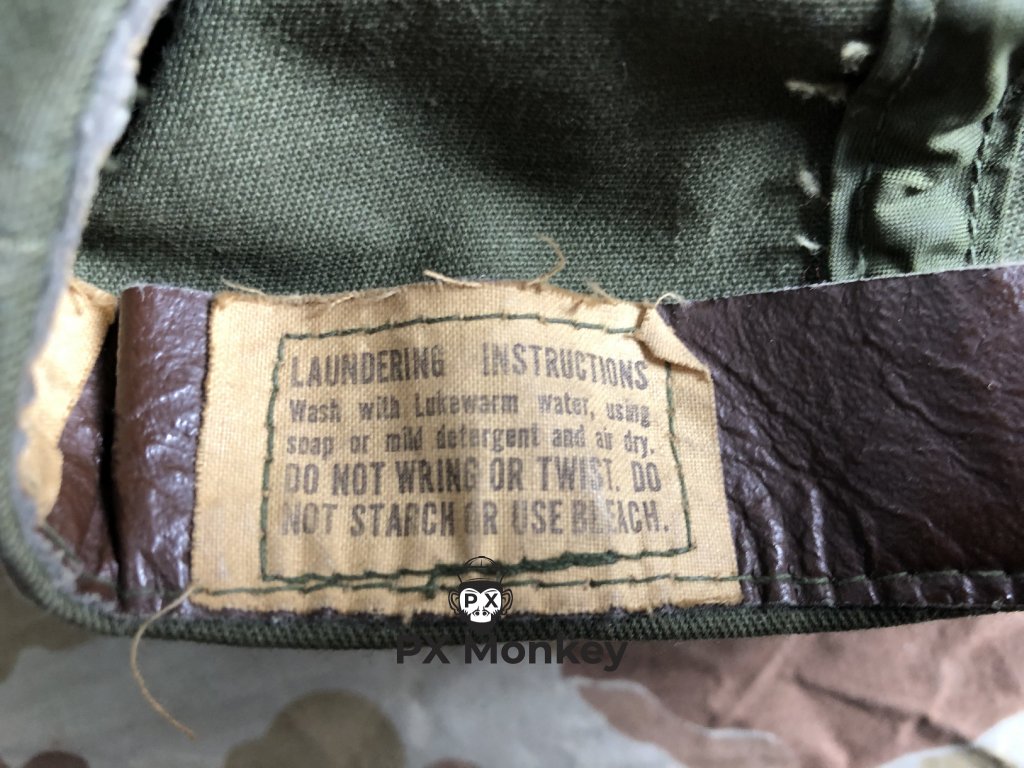 LAUNDERING INSTRUCTIONS
Wash with Lukewarm water, using
soap or mild detergent and air dry.
DO NOT WRING OR TWIST. DO
NOT STARCH OR USE BLEACH.
PX
PX Monkey